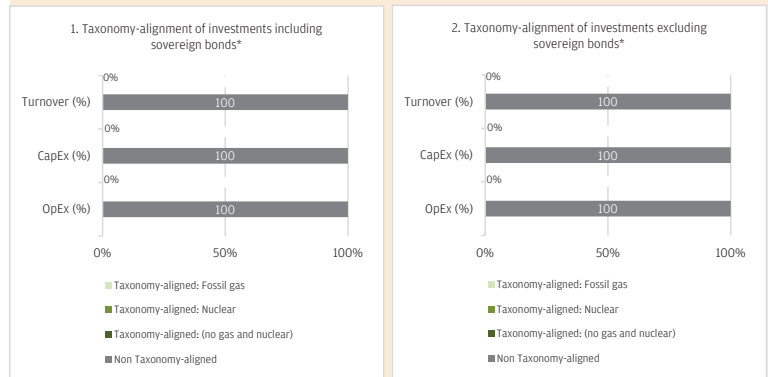 1. Taxonomy-alignment of investments including
sovereign bonds*
0%
Turnover (%)
100
0%
CapEx (%)
100
0%
OpEx (%)
100
0%
50%
100%
Taxonomy-aligned: Fossil gas
Taxonomy-aligned: Nuclear
Taxonomy-aligned: (no gas and nuclear)
Non Taxonomy-aligned
2. Taxonomy-alignment of investments excluding
sovereign bonds*
0%
Turnover (%)
100
0%
CapEx (%)
100
0%
OpEx (%)
100
0%
50%
100%
Taxonomy-aligned: Fossil gas
Taxonomy-aligned: Nuclear
Taxonomy-aligned: (no gas and nuclear)
Non Taxonomy-aligned